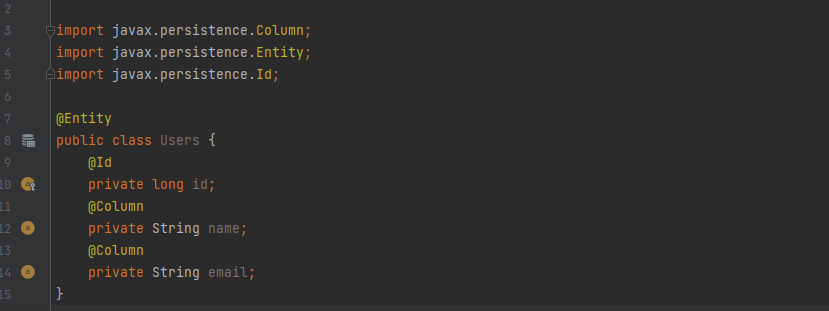 2
3 import javax.persistence.Column;
4 import javax.persistence.Entity;
5 import javax.persistence.Id;
6
7 @Entity
8 public class Users {
9 @Id
10 private long id;
11 @Column
12 private String name;
13 @Column
14 private String email;
15 }